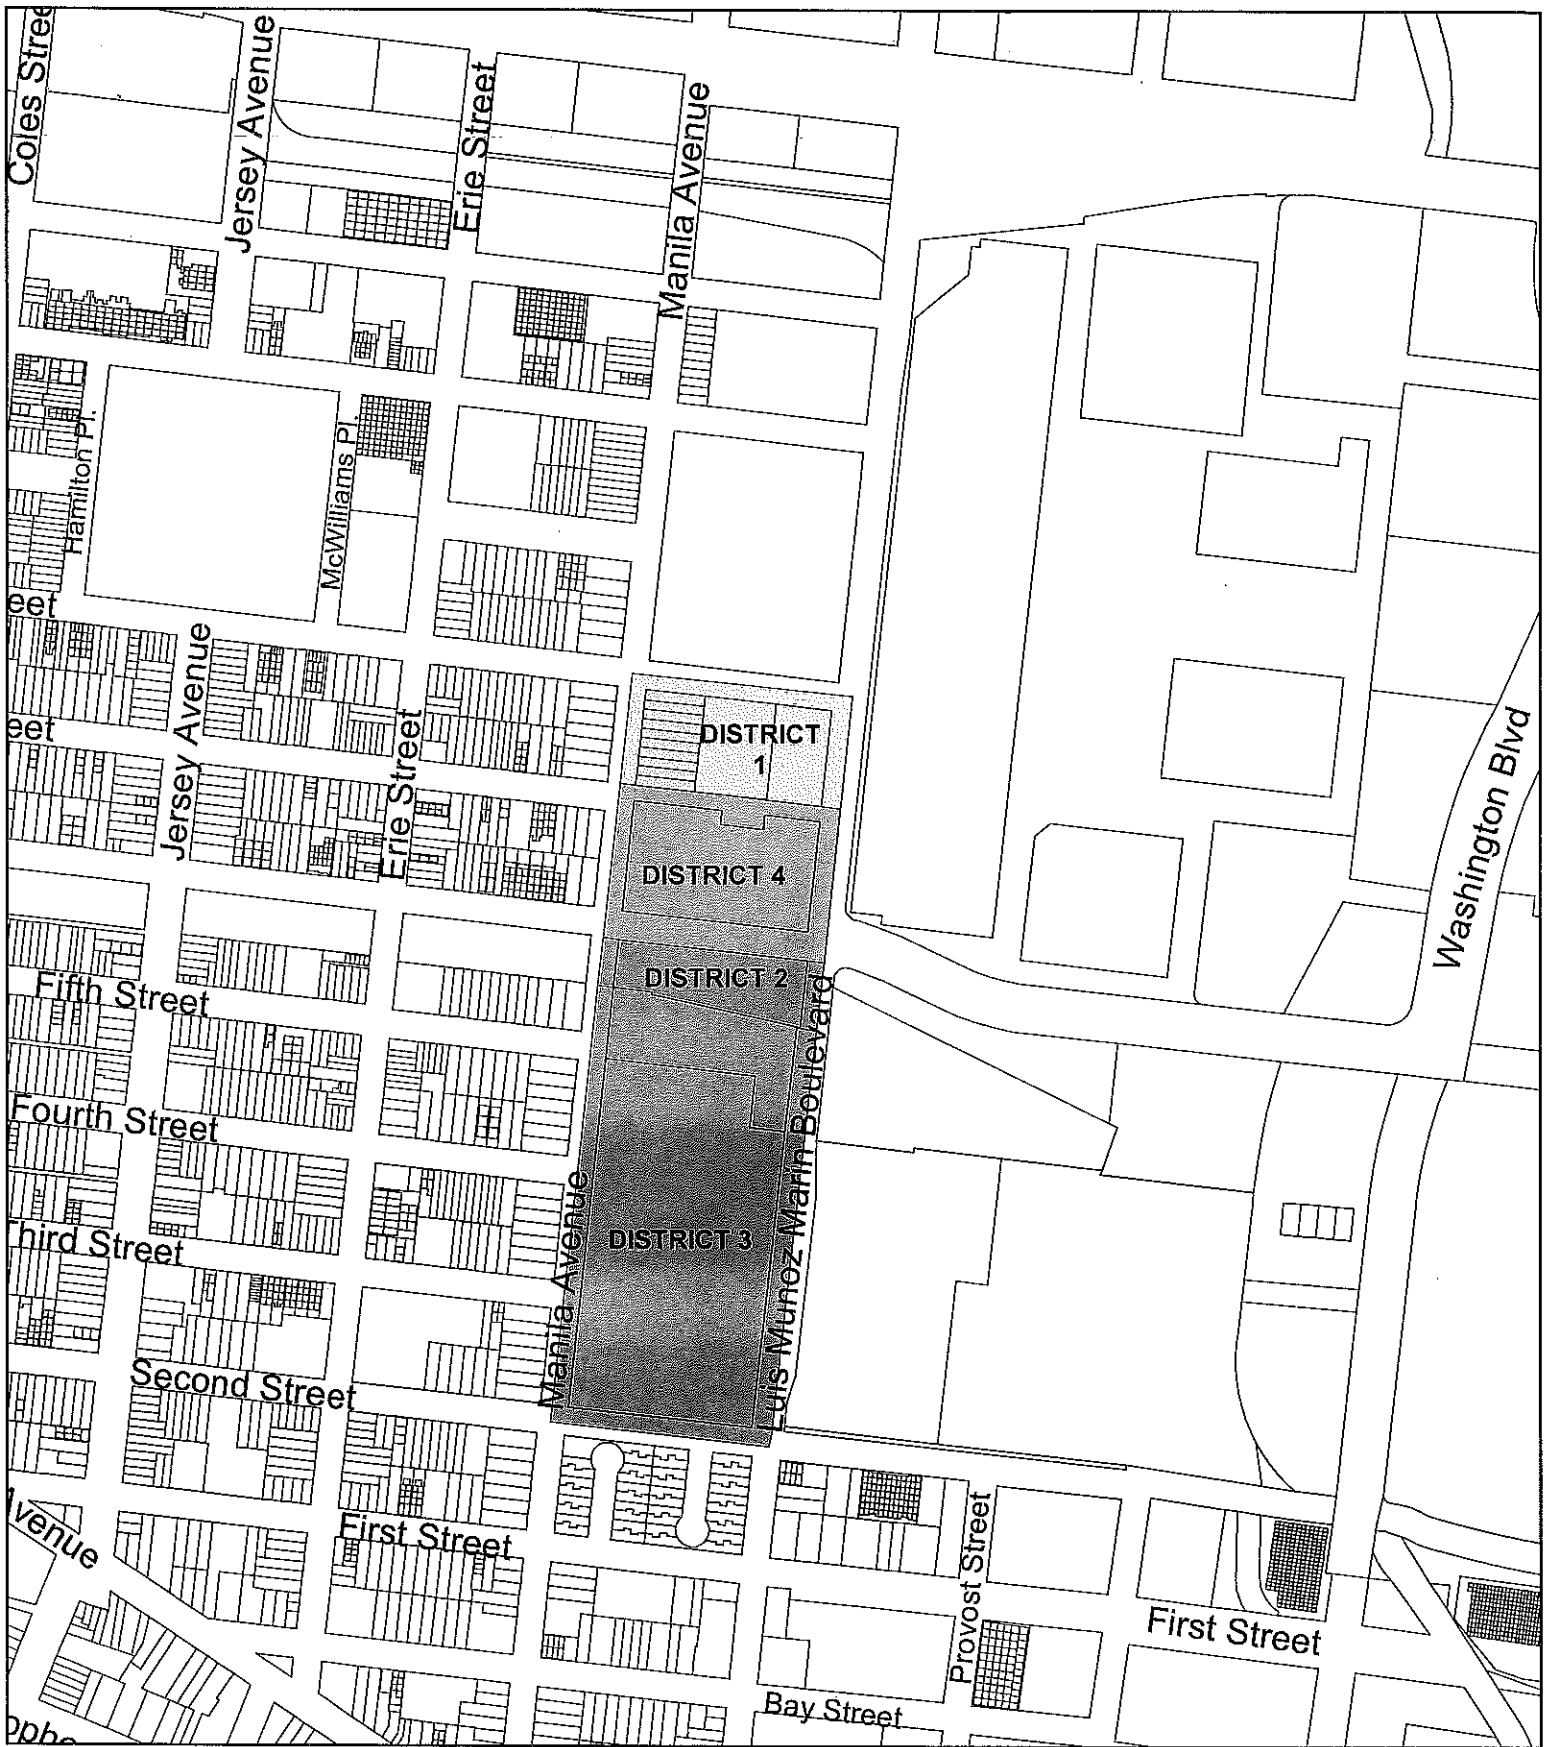 Coles Stree
Jersey Avenue
Erie Street
Manila Avenue
Hamilton Pl.
McWilliams Pl.
eet
Jersey Avenue
eet
Erie Street
DISTRICT
1
DISTRICT 4
DISTRICT 2
Washington Blvd
Fifth Street
Fourth Street
Third Street
Second Street
Manila Avenue
DISTRICT 3
Luis Munoz Marin Boulevard
Avenue
First Street
Provost Street
First Street
Bay Street
ophe